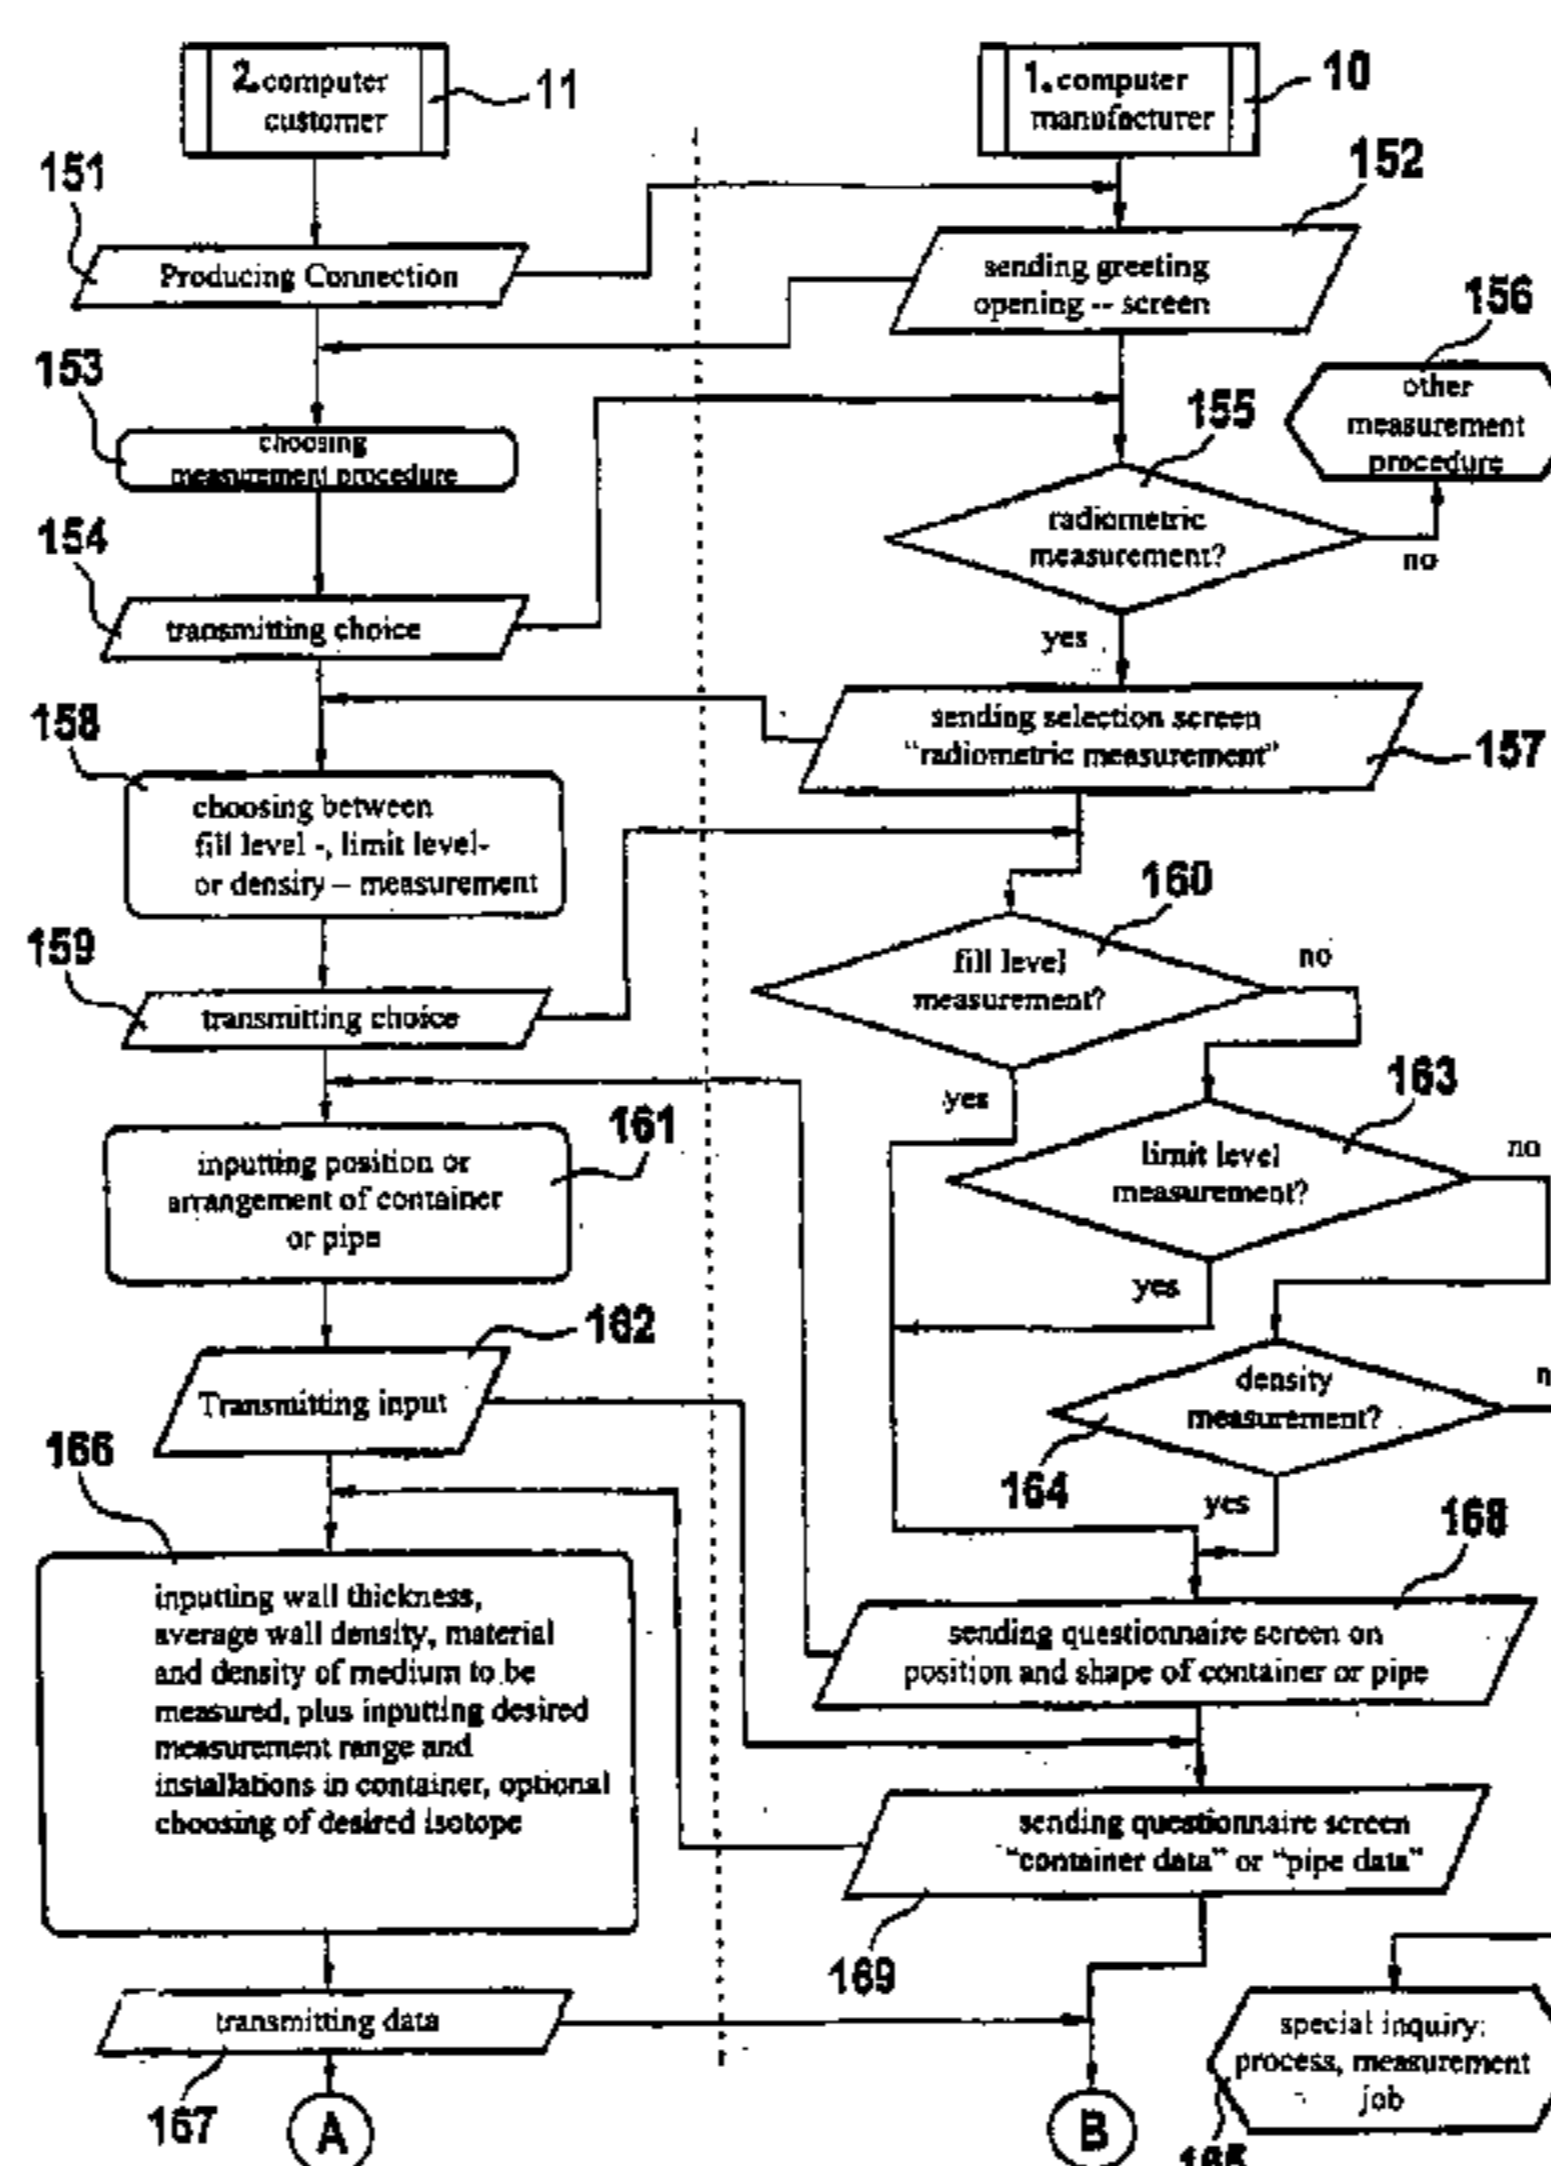 2.computer
customer
11
1.computer
manufacturer
10
151
152
Producing Connection
sending greeting
opening -- screen
156
other
measurement
procedure
153
choosing
measurement procedure
155
radiometric
measurement?
no
yes
154
transmitting choice
sending selection screen
"radiometric measurement"
157
158
choosing between
fill level -, limit level-
or density – measurement
160
fill level
measurement?
no
yes
159
transmitting choice
163
limit level
measurement?
no
yes
161
inputting position or
arrangement of container
or pipe
162
Transmitting input
density
measurement?
n
164
yes
166
168
inputting wall thickness,
average wall density, material
and density of medium to be
measured, plus inputting desired
measurement range and
installations in container, optional
choosing of desired isotope
sending questionnaire screen on
position and shape of container or pipe
sending questionnaire screen
"container data" or "pipe data"
169
transmitting data
167
special inquiry:
process, measurement
job
A
B